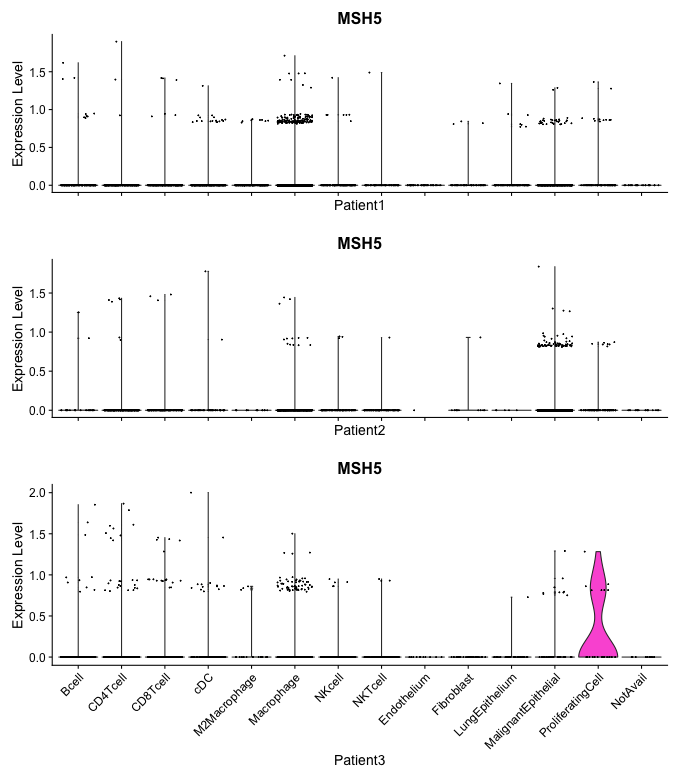 MSH5
Expression Level
1.5
1.0
0.5
0.0
Patient1
MSH5
Expression Level
1.5
1.0
0.5
0.0
Patient2
MSH5
Expression Level
2.0
1.5
1.0
0.5
0.0
Bcell
CD4Tcell
CD8Tcell
cDC
M2Macrophage
Macrophage
NKcell
NKTcell
Endothelium
Fibroblast
LungEpithelium
MalignantEpithelial
ProliferatingCell
NotAvail
Patient3